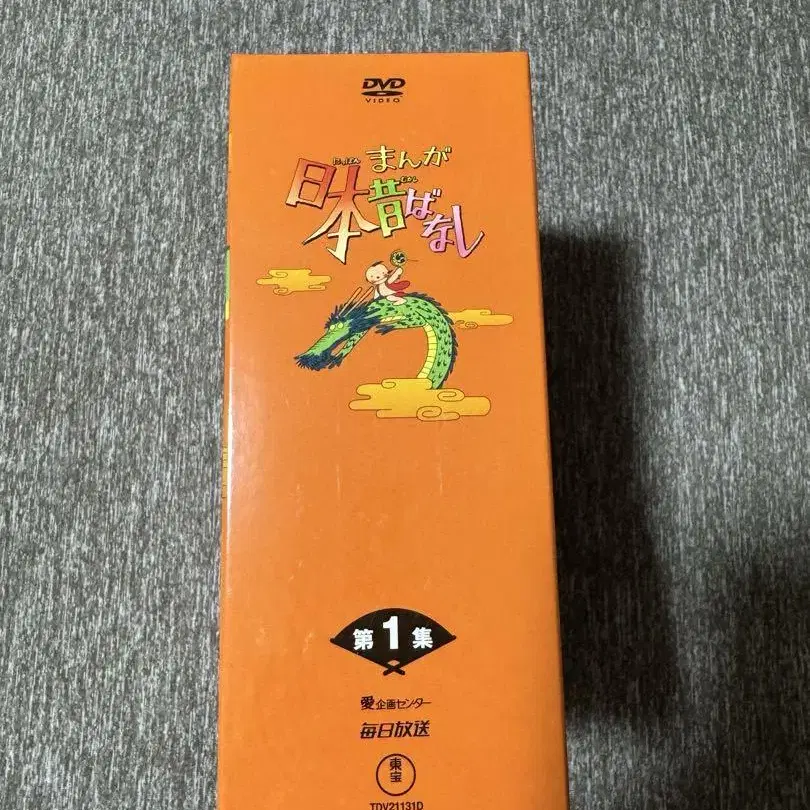 DVD
VIDEO
まんが
にっぽん
日本昔ばなし
むかし
第1集
愛企画センター
毎日放送
東宝
TDV21131D